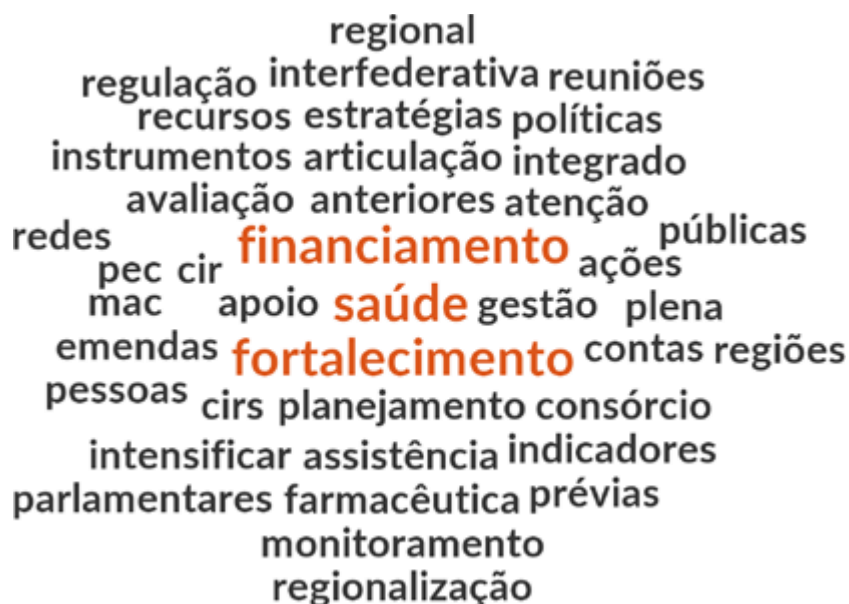 regional
regulação interfederativa reuniões
recursos estratégias políticas
instrumentos articulação integrado
avaliação anteriores atenção
redes financiamento públicas
pec cir ações
mac apoio saúde gestão plena
emendas fortalecimento contas regiões
pessoas cirs planejamento consórcio
intensificar assistência indicadores
parlamentares farmacêutica prévias
monitoramento
regionalização